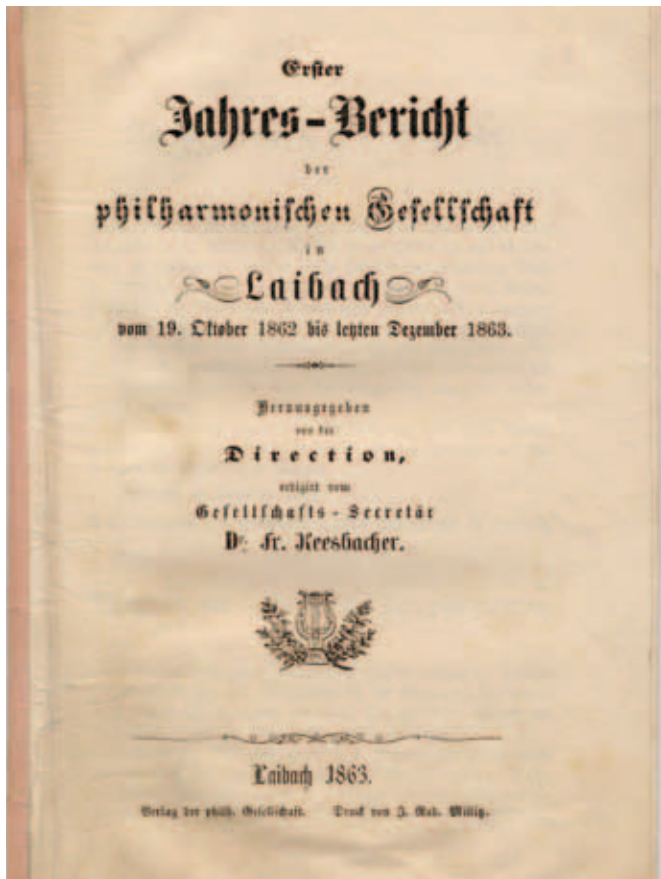 Erster
Jahres-Bericht
der
philharmonischen Gesellschaft
in
Laibach
vom 19. Oktober 1862 bis letzten Dezember 1863.
Herausgegeben
von der
Direction,
redigirt vom
Gesellschafts-Secretär
Dr. Fr. Keesbacher.
Laibach 1863.
Verlag der philh. Gesellschaft. Druck von J. Rud. Millitz.